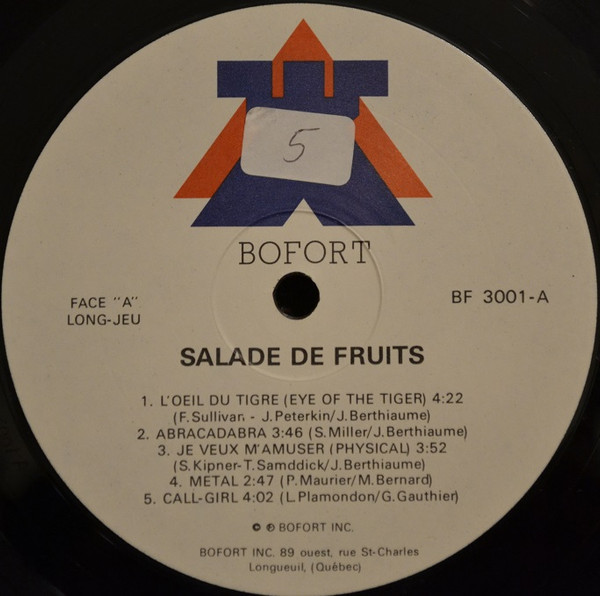 5
BOFORT
FACE "A"
LONG-JEU
BF 3001-A
SALADE DE FRUITS
1. L'OEIL DU TIGRE (EYE OF THE TIGER) 4:22
(F. Sullivan - J. Peterkin/J. Berthiaume)
2. ABRACADABRA 3:46 (S. Miller/J. Berthiaume)
3. JE VEUX M'AMUSER (PHYSICAL) 3:52
(S. Kipner-T. Samddick/J. Berthiaume)
4. METAL 2:47 (P. Maurier/M. Bernard)
5. CALL-GIRL 4:02 (L. Plamondon/G. Gauthier)
© ℗ BOFORT INC.
BOFORT INC. 89 ouest, rue St-Charles
Longueuil, (Québec)